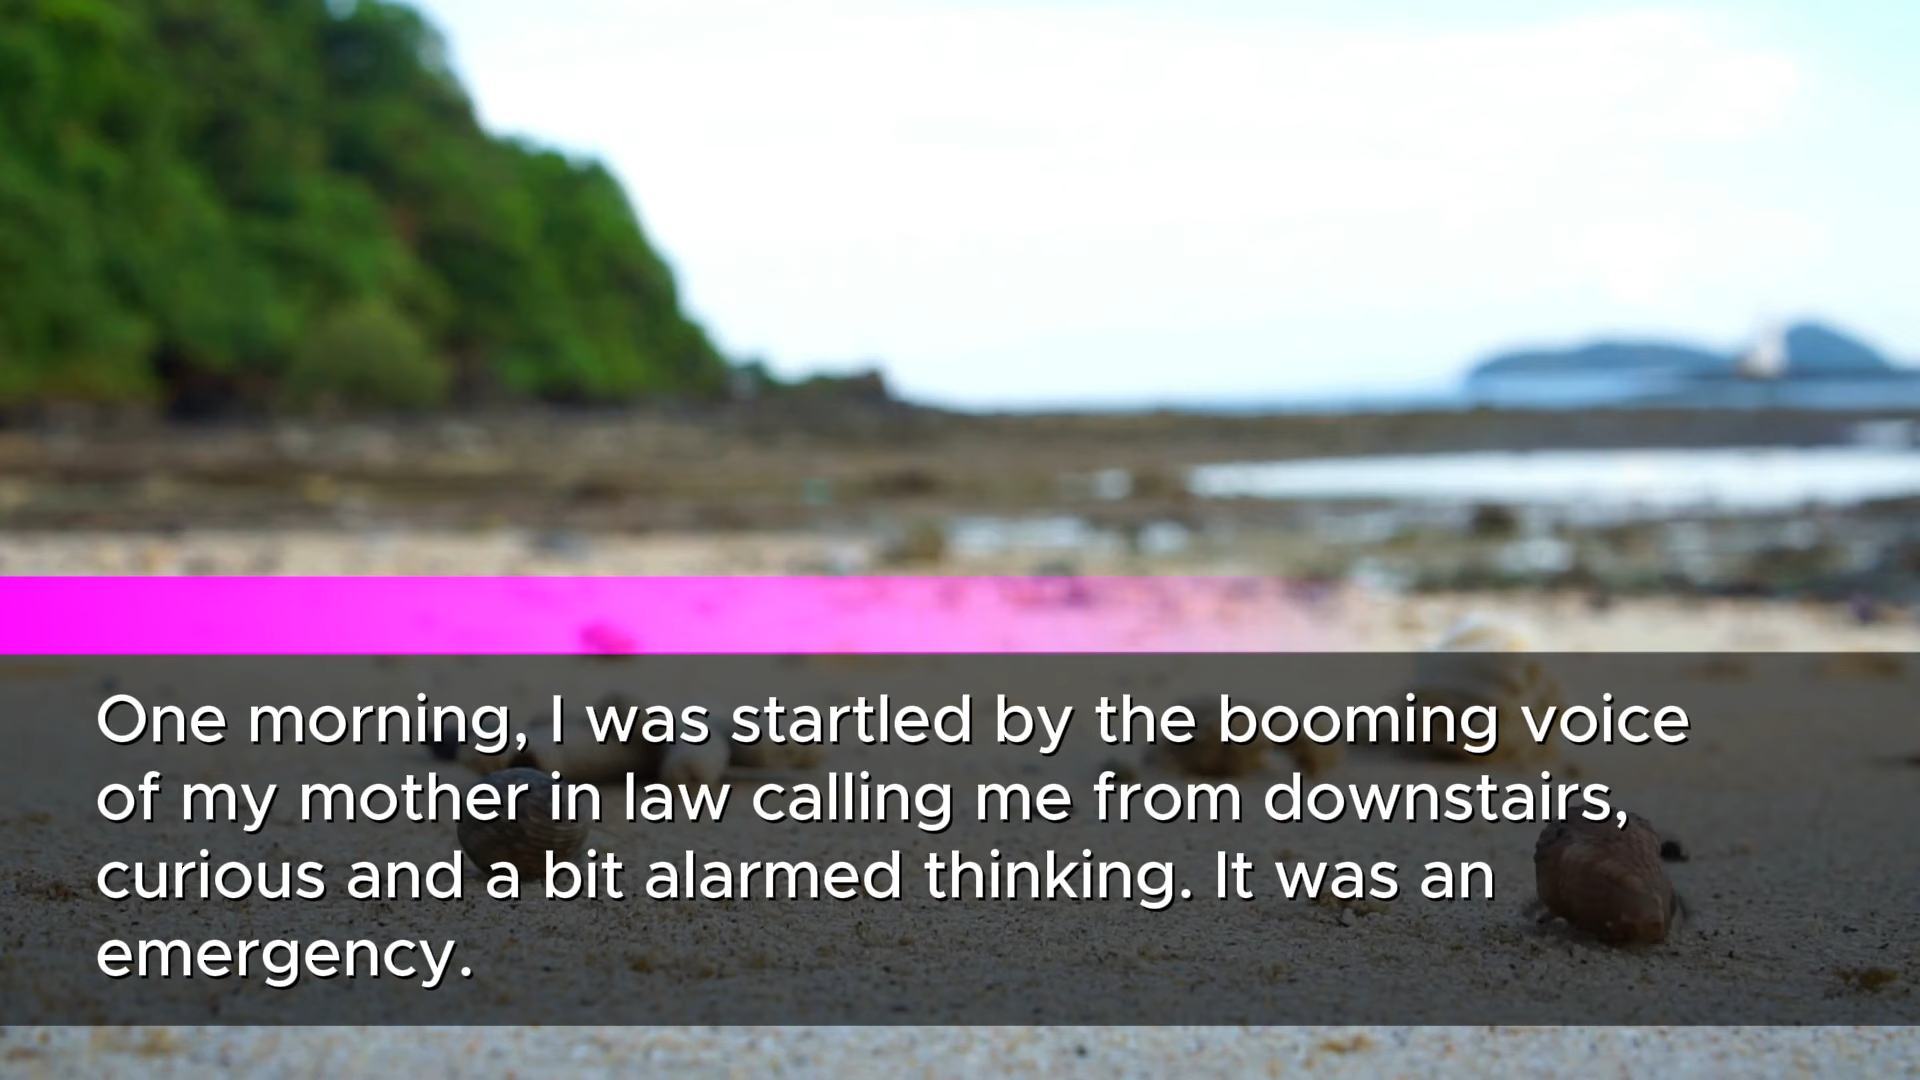 One morning, I was startled by the booming voice
of my mother in law calling me from downstairs,
curious and a bit alarmed thinking. It was an
emergency.